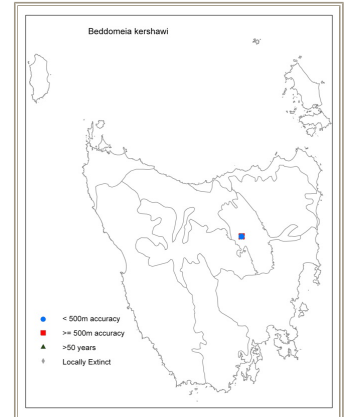 Beddomeia kershawi
< 500m accuracy
>= 500m accuracy
>50 years
Locally Extinct